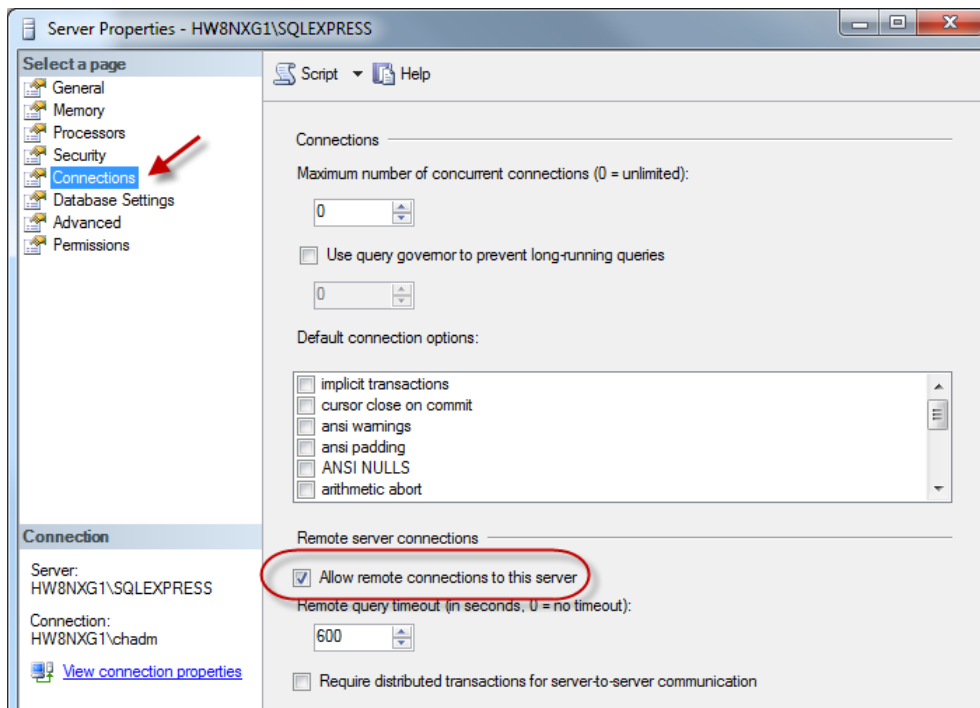 Server Properties - HW8NXG1\SQLEXPRESS
Select a page
General
Memory
Processors
Security
Connections
Database Settings
Advanced
Permissions
Script Help
Connections
Maximum number of concurrent connections (0 = unlimited):
0
Use query governor to prevent long-running queries
0
Default connection options:
implicit transactions
cursor close on commit
ansi warnings
ansi padding
ANSI NULLS
arithmetic abort
Remote server connections
Allow remote connections to this server
Remote query timeout (in seconds, 0 = no timeout):
600
Require distributed transactions for server-to-server communication
Connection
Server:
HW8NXG1\SQLEXPRESS
Connection:
HW8NXG1\chadm
View connection properties